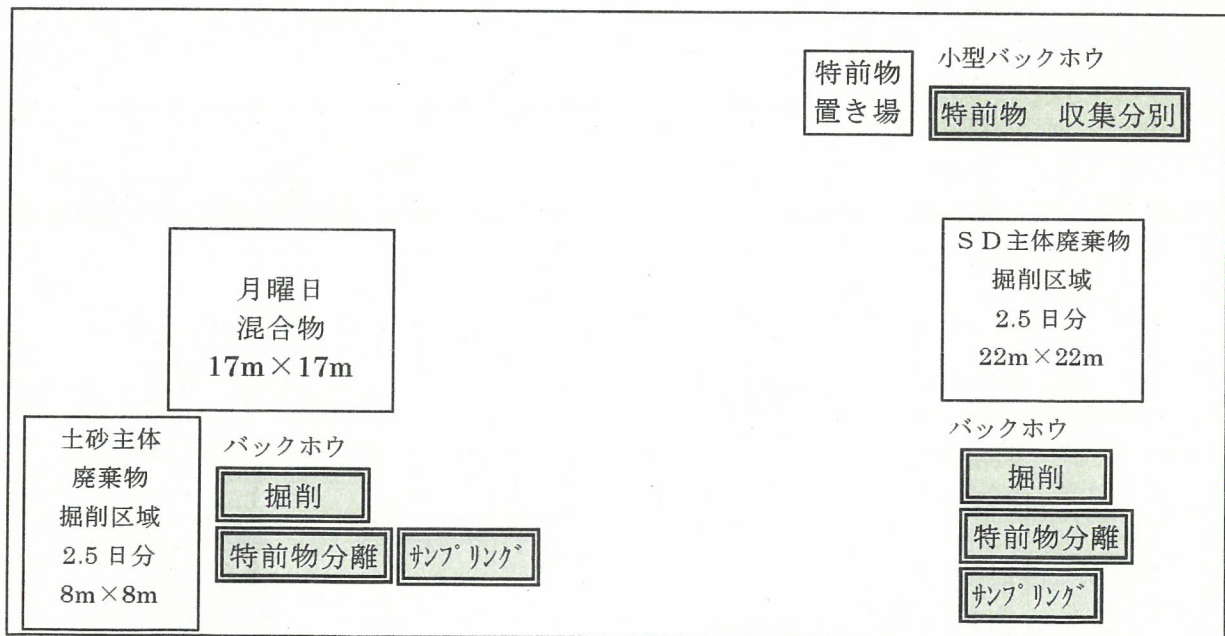 特前物
置き場
小型バックホウ
特前物　収集分別
月曜日
混合物
17m×17m
ＳＤ主体廃棄物
掘削区域
2.5 日分
22m×22m
土砂主体
廃棄物
掘削区域
2.5 日分
8m×8m
バックホウ
掘削
特前物分離
ｻﾝﾌﾟﾘﾝｸﾞ
バックホウ
掘削
特前物分離
ｻﾝﾌﾟﾘﾝｸﾞ